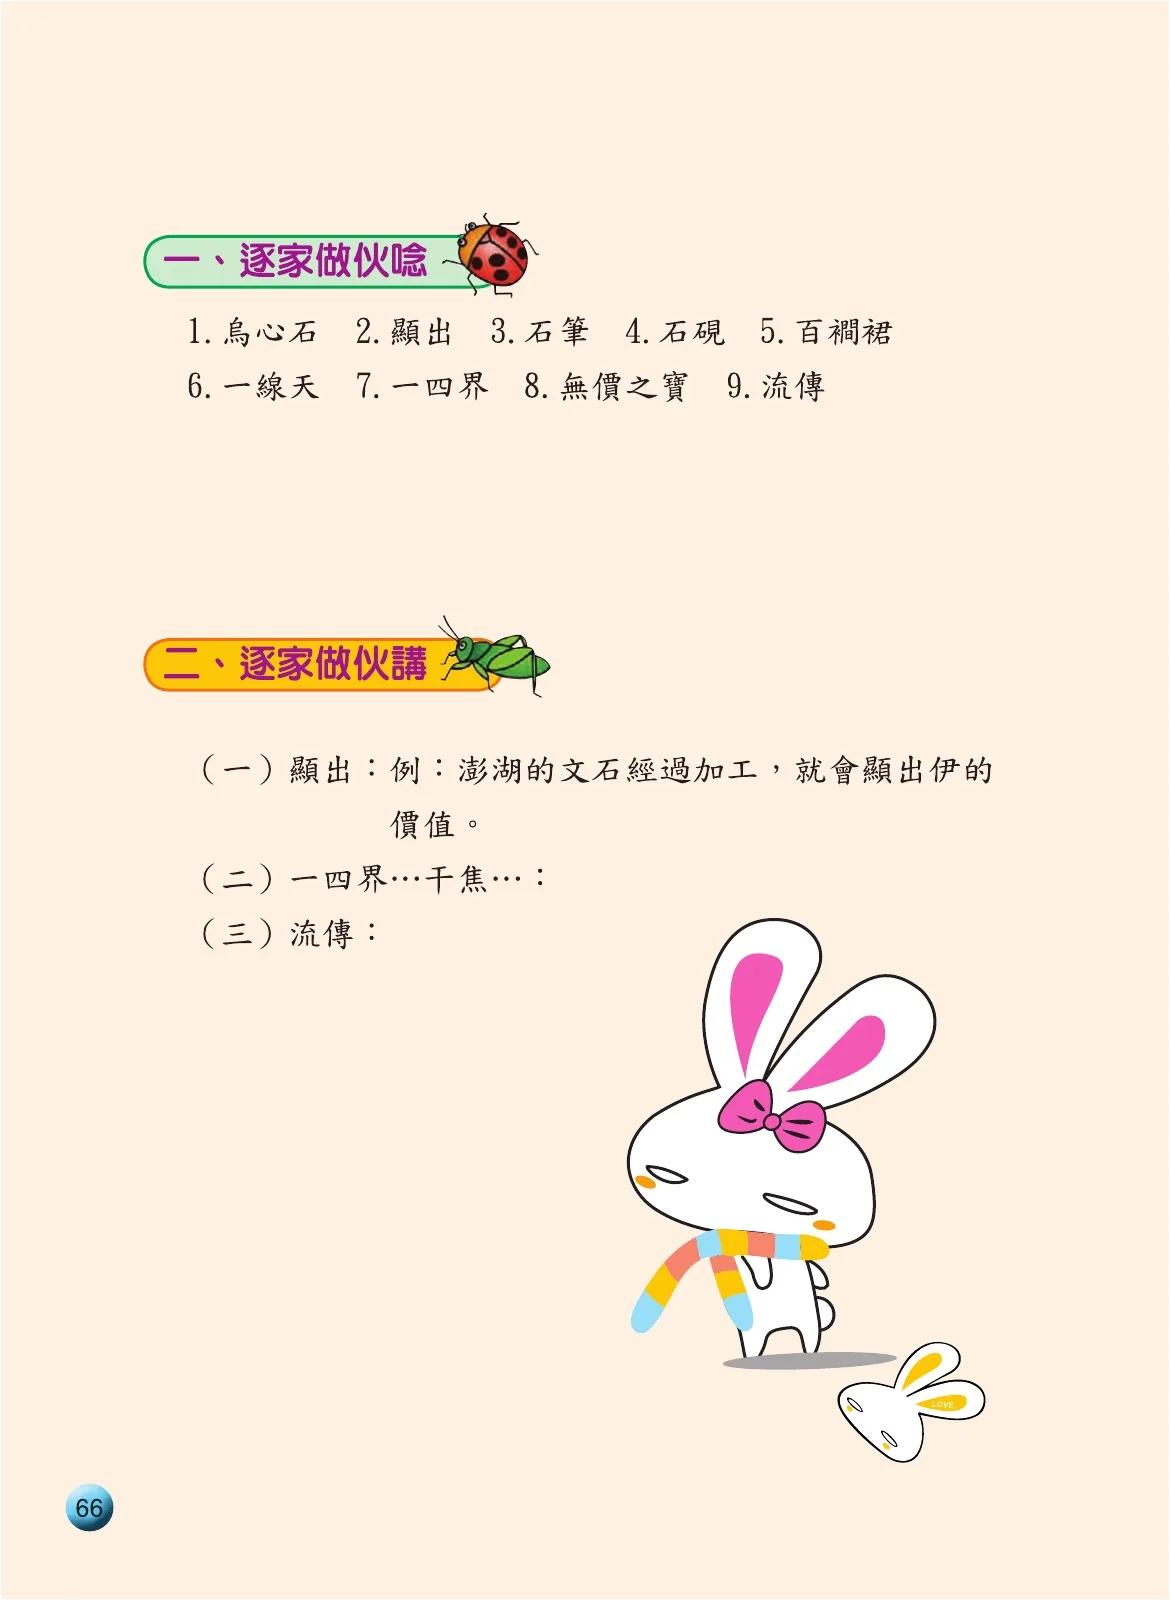 一、逐家做伙唸
1.烏心石 2.顯出 3.石筆 4.石硯 5.百襉裙
6.一線天 7.一四界 8.無價之寶 9.流傳
二、逐家做伙講
（一）顯出：例：澎湖的文石經過加工，就會顯出伊的
價值。
（二）一四界…干焦…：
（三）流傳：
LOVE
66